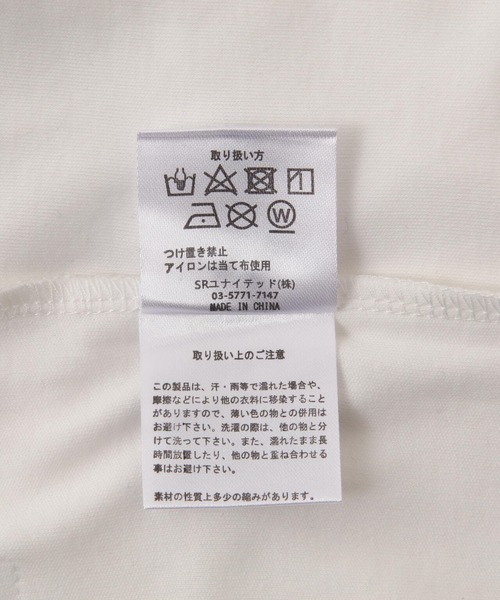 取り扱い方
W
つけ置き禁止
アイロンは当て布使用
SRユナイテッド(株)
03-5771-7147
MADE IN CHINA
取り扱い上のご注意
この製品は、汗・雨等で濡れた場合や、
摩擦などにより他の衣料に移染すること
がありますので、薄い色の物との併用は
お避け下さい。洗濯の際は、他の物と分
けて洗って下さい。また、濡れたまま長
時間放置したり、他の物と重ね合わせる
事はお避け下さい。
素材の性質上多少の縮みがあります。